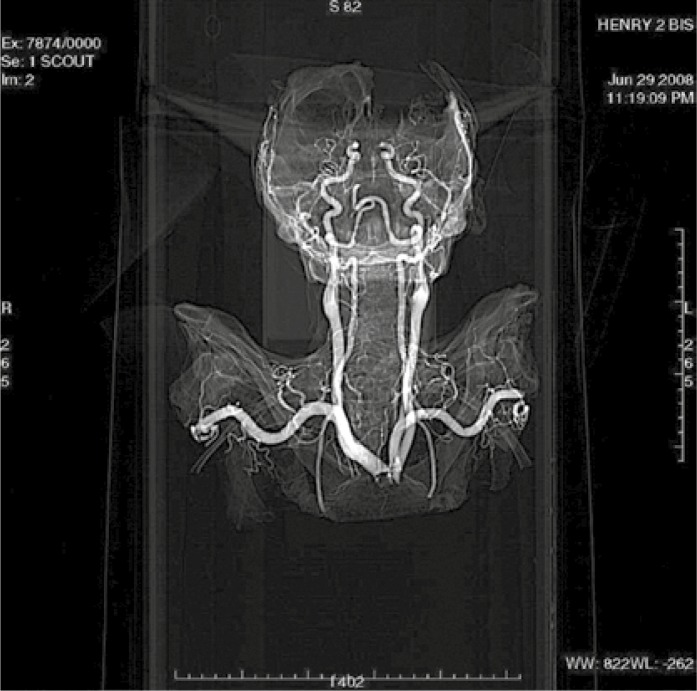 S 82
HENRY 2 BIS
Ex: 7874/0000
Se: 1 SCOUT
Im: 2
Jun 29 2008
11:19:09 PM
R
L
2
6
5
2
6
5
WW: 822WL: -262
I 402